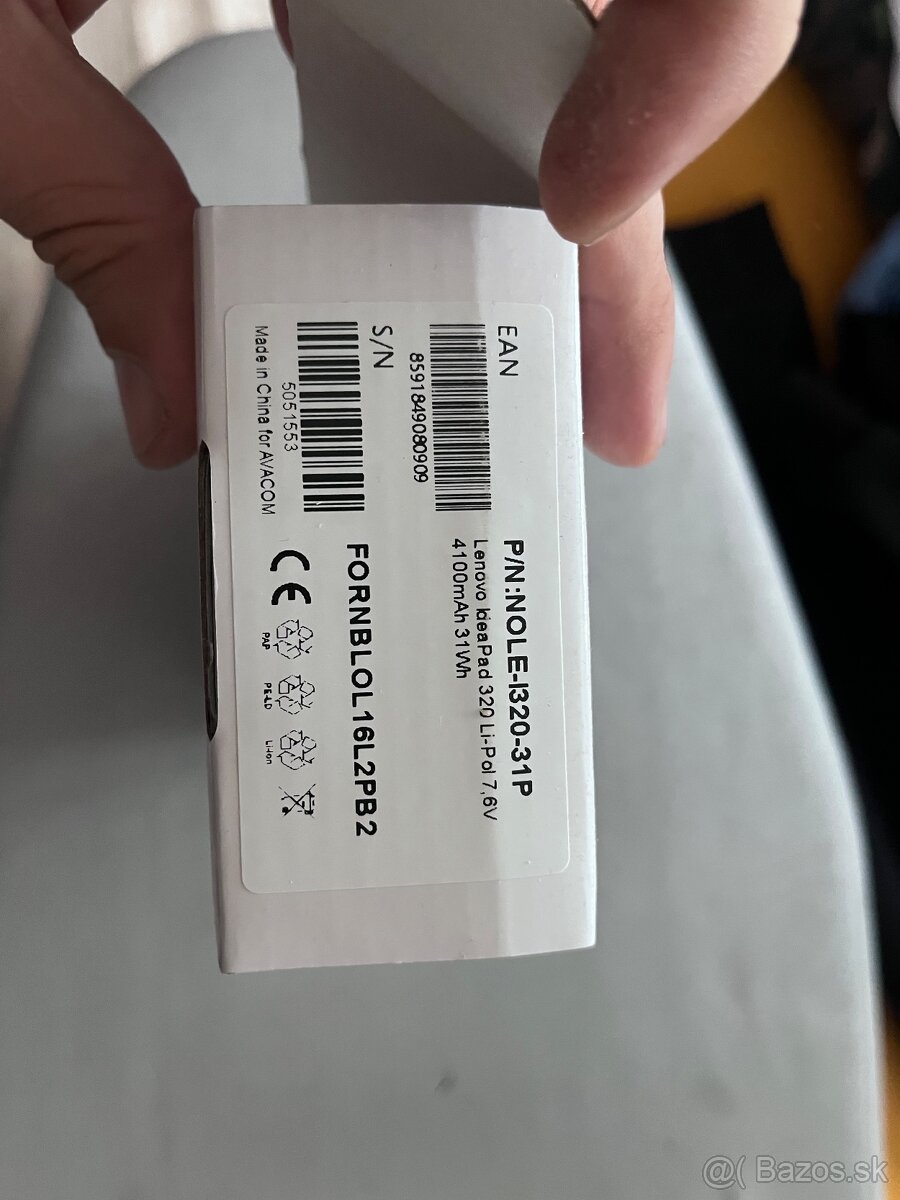 EAN
8591849080909
P/N:NOLE-I320-31P
Lenovo IdeaPad 320 Li-Pol 7,6V
4100mAh 31Wh
S/N
5051553
FORNBLOL16L2PB2
Made in China for AVACOM
CE
PAP
PE-LD
Li-Ion
@( Bazos.sk